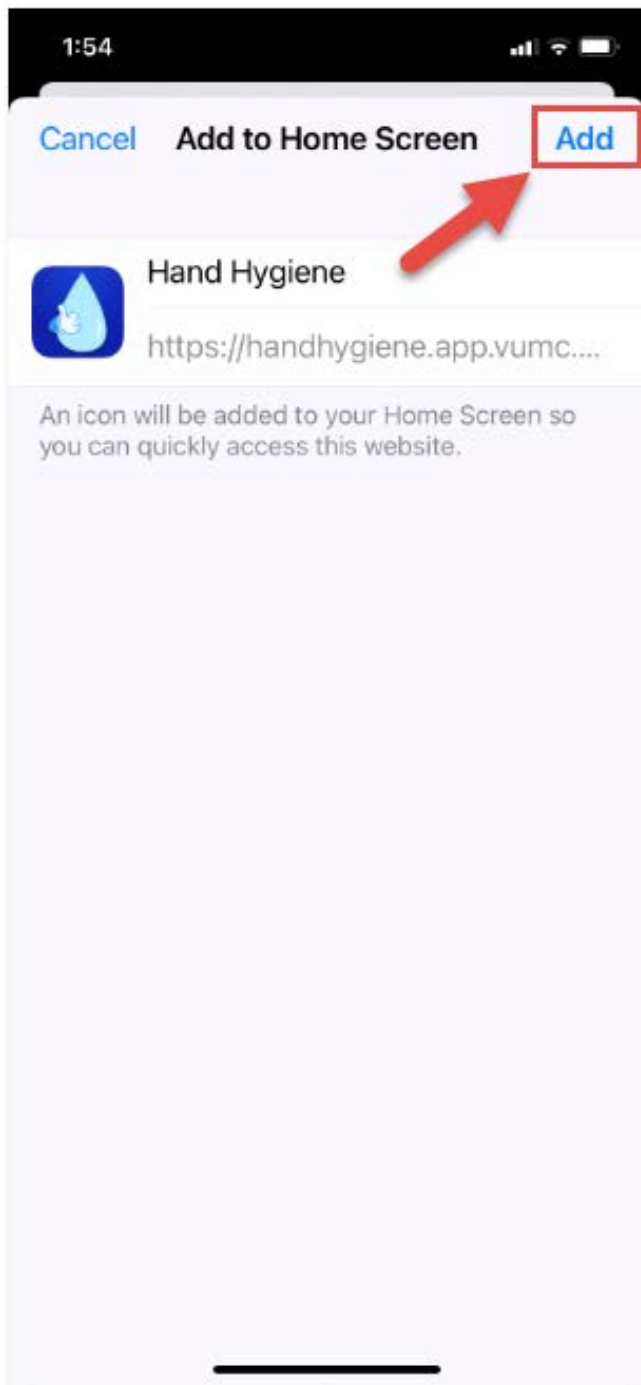 1:54
Cancel Add to Home Screen Add
Hand Hygiene
https://handhygiene.app.vumc....
An icon will be added to your Home Screen so
you can quickly access this website.